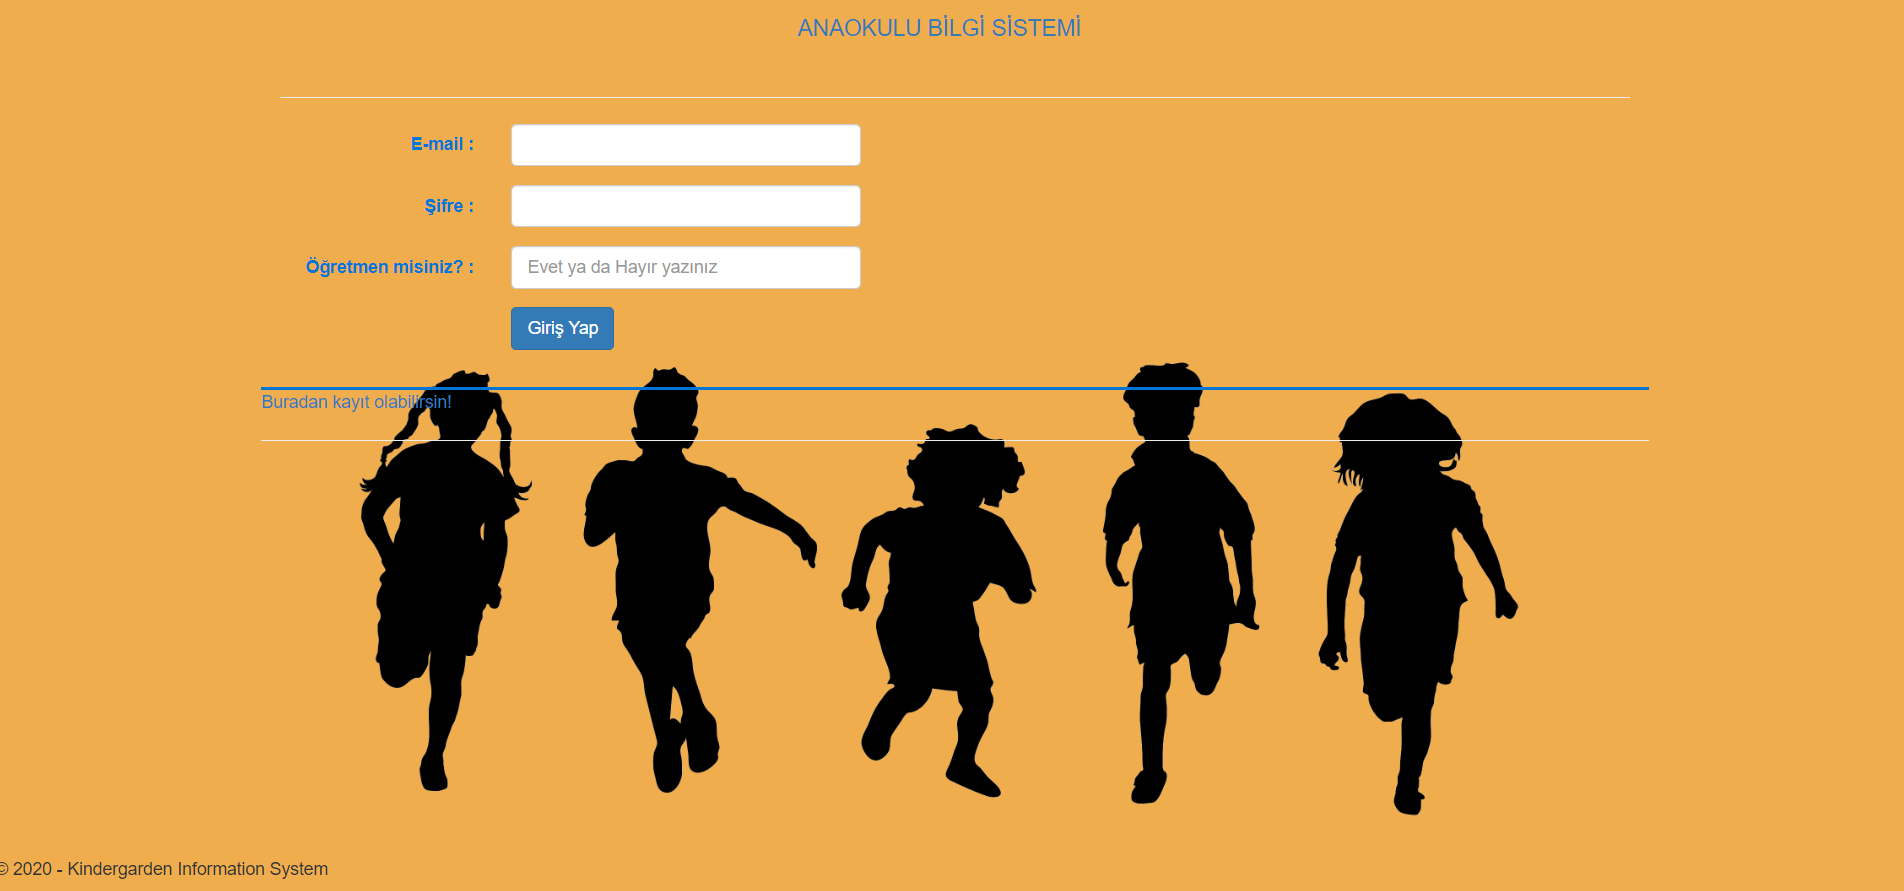 ANAOKULU BİLGİ SİSTEMİ
E-mail :
Şifre :
Öğretmen misiniz? :
Evet ya da Hayır yazınız
Giriş Yap
Buradan kayıt olabilirsin!
© 2020 - Kindergarden Information System